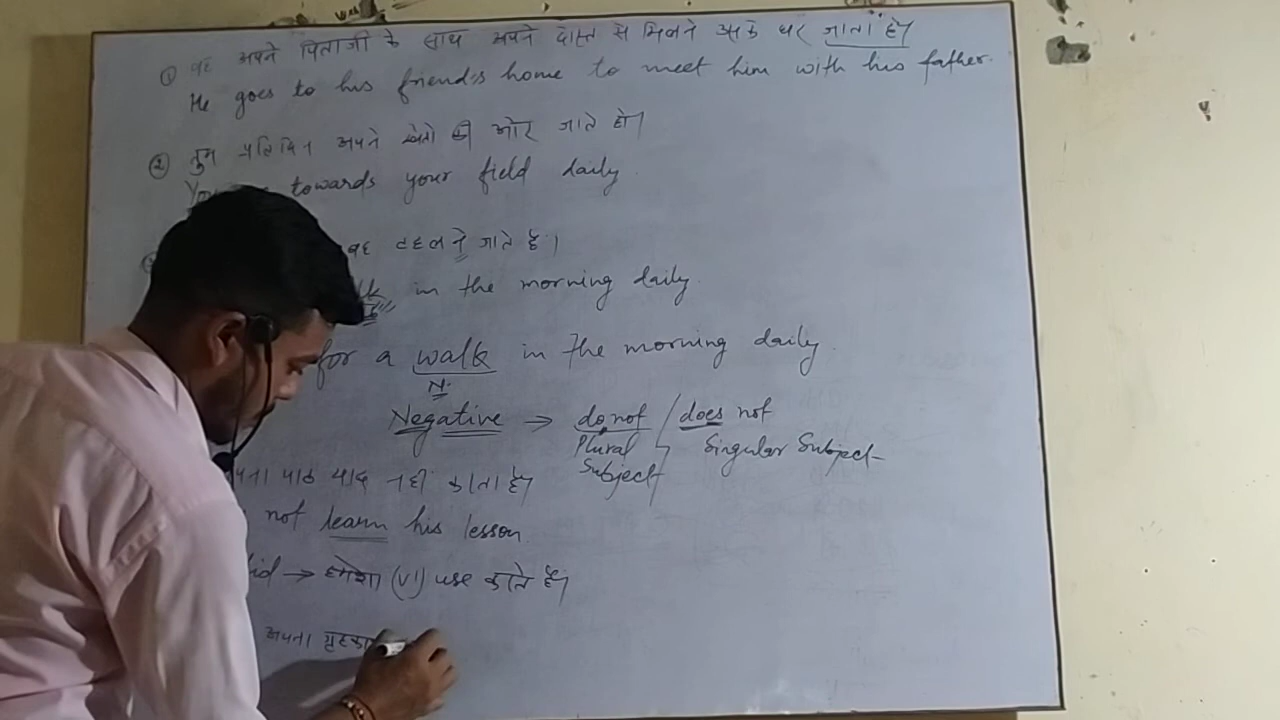 ① वह अपने पिताजी के साथ अपने दोस्त से मिलने उसके घर जाता है।
He goes to his friend's home to meet him with his father.
② तुम प्रतिदिन अपने खेतों की ओर जाते हो।
You towards your field daily
वह टहलने जाते हैं।
in the morning daily.
for a walk in the morning daily.
N.
Negative → do not / does not
Plural Subject Singular Subject
पाठ याद नहीं करता है।
not learn his lesson.
→ हमेशा (V1) use करते हैं।
अपना गृहका